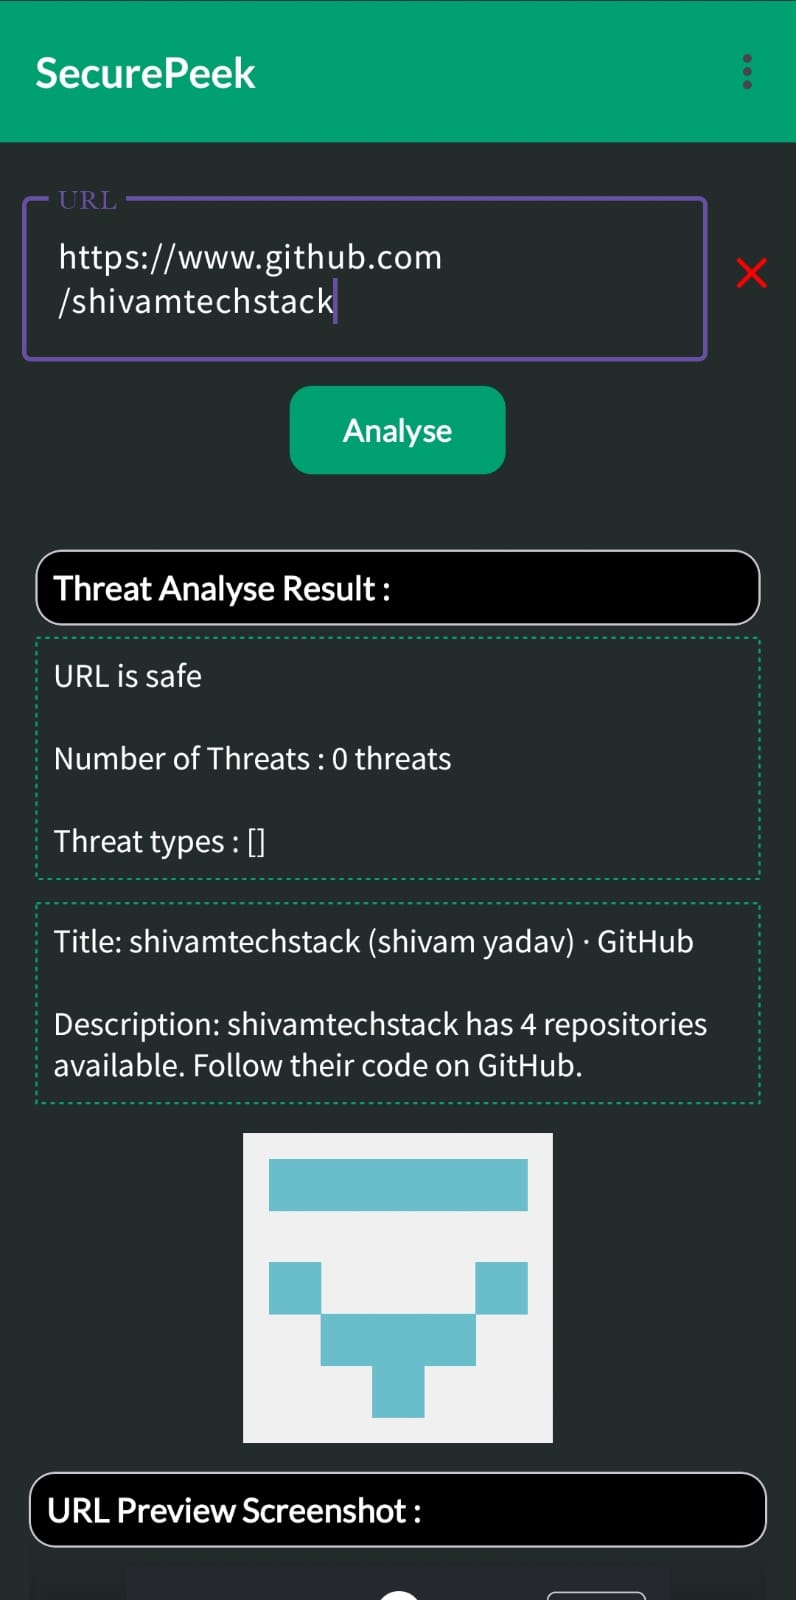 SecurePeek
URL
https://www.github.com
/shivamtechstack
Analyse
Threat Analyse Result :
URL is safe
Number of Threats : 0 threats
Threat types : []
Title: shivamtechstack (shivam yadav) · GitHub
Description: shivamtechstack has 4 repositories
available. Follow their code on GitHub.
URL Preview Screenshot :